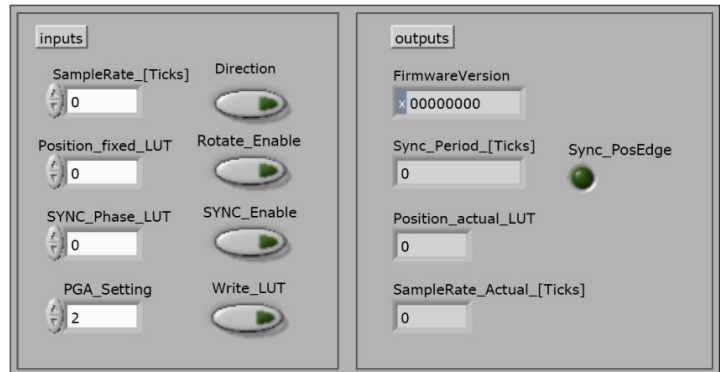 inputs
SampleRate_[Ticks]
0
Direction
Position_fixed_LUT
0
Rotate_Enable
SYNC_Phase_LUT
0
SYNC_Enable
PGA_Setting
2
Write_LUT
outputs
FirmwareVersion
x 00000000
Sync_Period_[Ticks]
0
Sync_PosEdge
Position_actual_LUT
0
SampleRate_Actual_[Ticks]
0